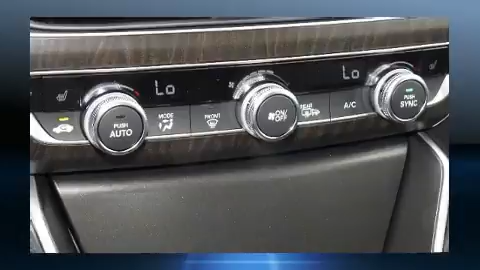 Lo
Lo
PUSH
AUTO
MODE
FRONT
ON/
OFF
REAR
A/C
PUSH
SYNC